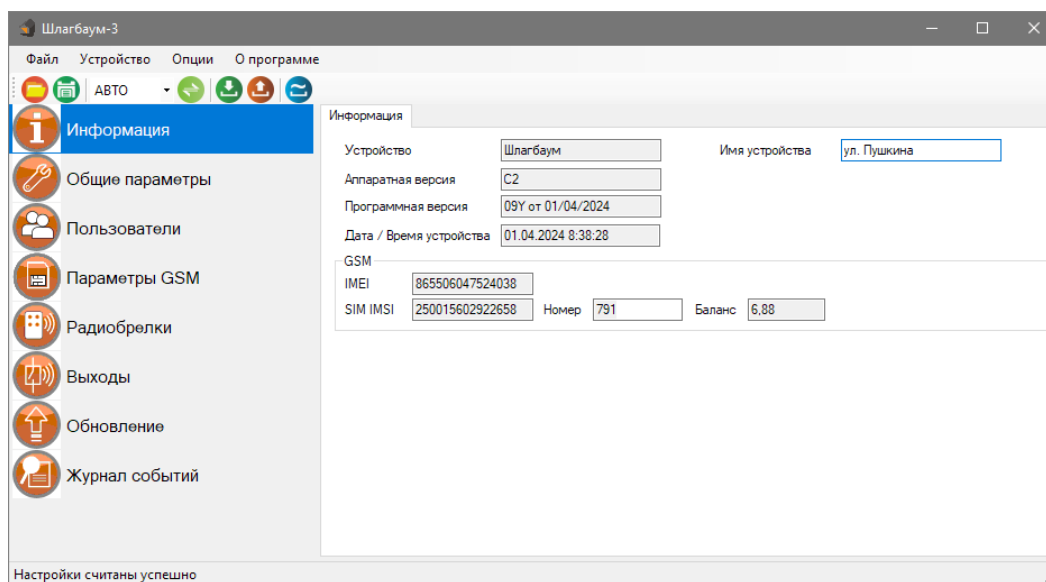 Шлагбаум-3
Файл Устройство Опции О программе
АВТО
Информация
Общие параметры
Пользователи
Параметры GSM
Радиобрелки
Выходы
Обновление
Журнал событий
Информация
Устройство Шлагбаум Имя устройства ул. Пушкина
Аппаратная версия C2
Программная версия 09Y от 01/04/2024
Дата / Время устройства 01.04.2024 8:38:28
GSM
IMEI 865506047524038
SIM IMSI 250015602922658 Номер 791 Баланс 6,88
Настройки считаны успешно